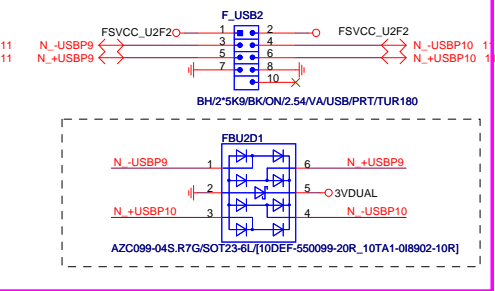 F_USB2
FSVCC_U2F2 1 2 FSVCC_U2F2
11 N_-USBP9 3 4 N_-USBP10 11
11 N_+USBP9 5 6 N_+USBP10 11
7 8
10
BH/2*5K9/BK/ON/2.54/VA/USB/PRT/TUR180
FBU2D1
N_-USBP9 1 6 N_+USBP9
2 5 3VDUAL
N_+USBP10 3 4 N_-USBP10
AZC099-04S.R7G/SOT23-6L/[10DEF-550099-20R_10TA1-0I8902-10R]